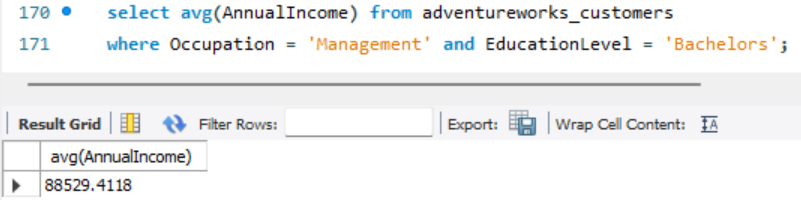 170 select avg(AnnualIncome) from adventureworks_customers
171 where Occupation = 'Management' and EducationLevel = 'Bachelors';
Result Grid Filter Rows: Export: Wrap Cell Content: IA
avg(AnnualIncome)
88529.4118